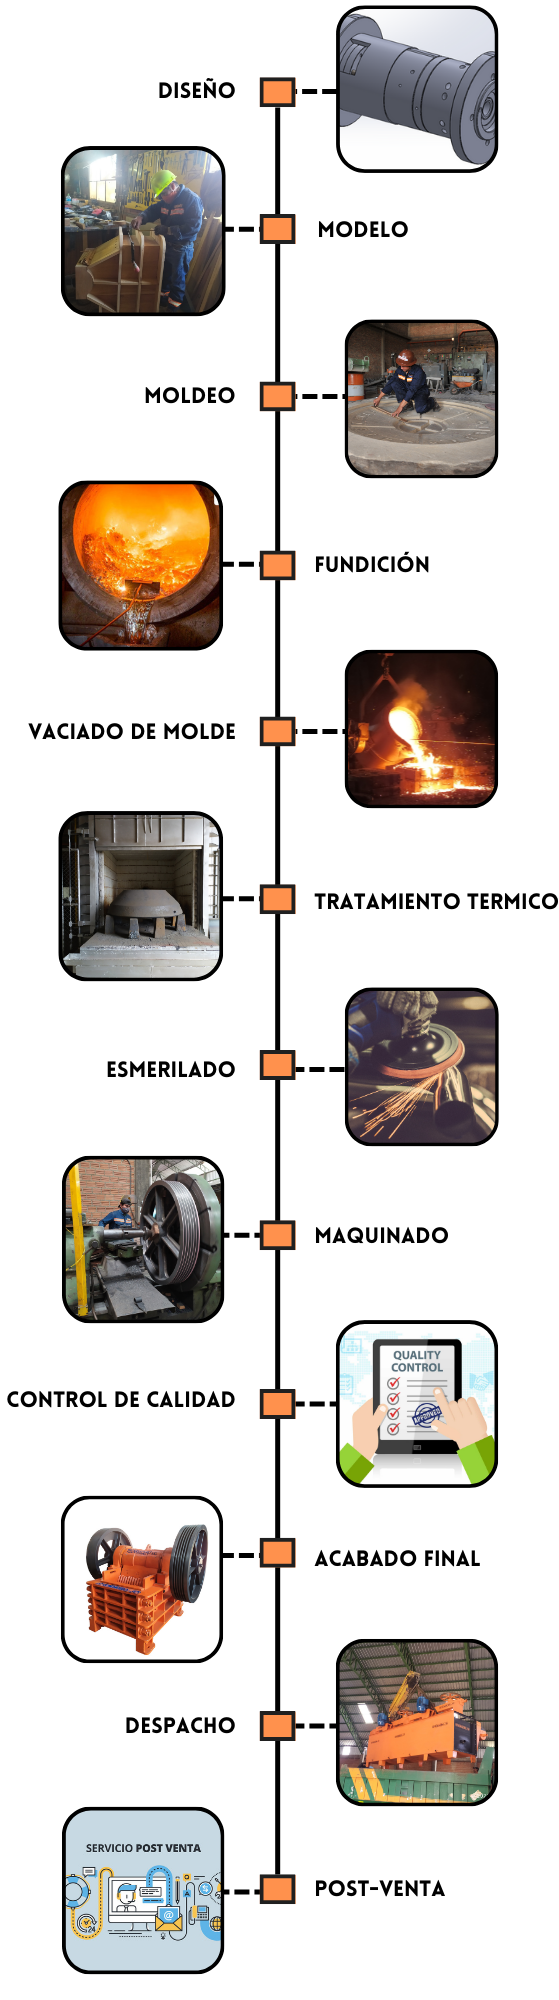 DISEÑO
MODELO
MOLDEO
FUNDICIÓN
VACIADO DE MOLDE
TRATAMIENTO TERMICO
ESMERILADO
MAQUINADO
QUALITY
CONTROL
APPROVED
CONTROL DE CALIDAD
ACABADO FINAL
DESPACHO
SERVICIO POST VENTA
@
24
POST-VENTA